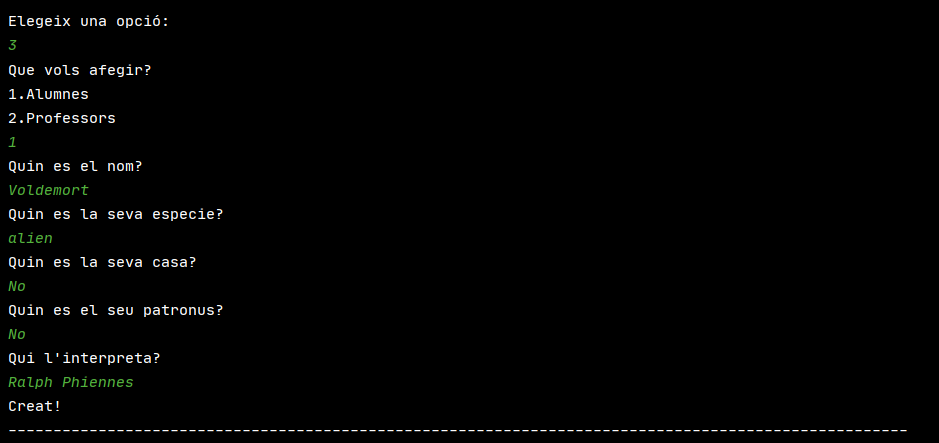 Elegeix una opció:
3
Que vols afegir?
1.Alumnes
2.Professors
1
Quin es el nom?
Voldemort
Quin es la seva especie?
alien
Quin es la seva casa?
No
Quin es el seu patronus?
No
Qui l'interpreta?
Ralph Phiennes
Creat!
----------------------------------------------------------------------------------------------------